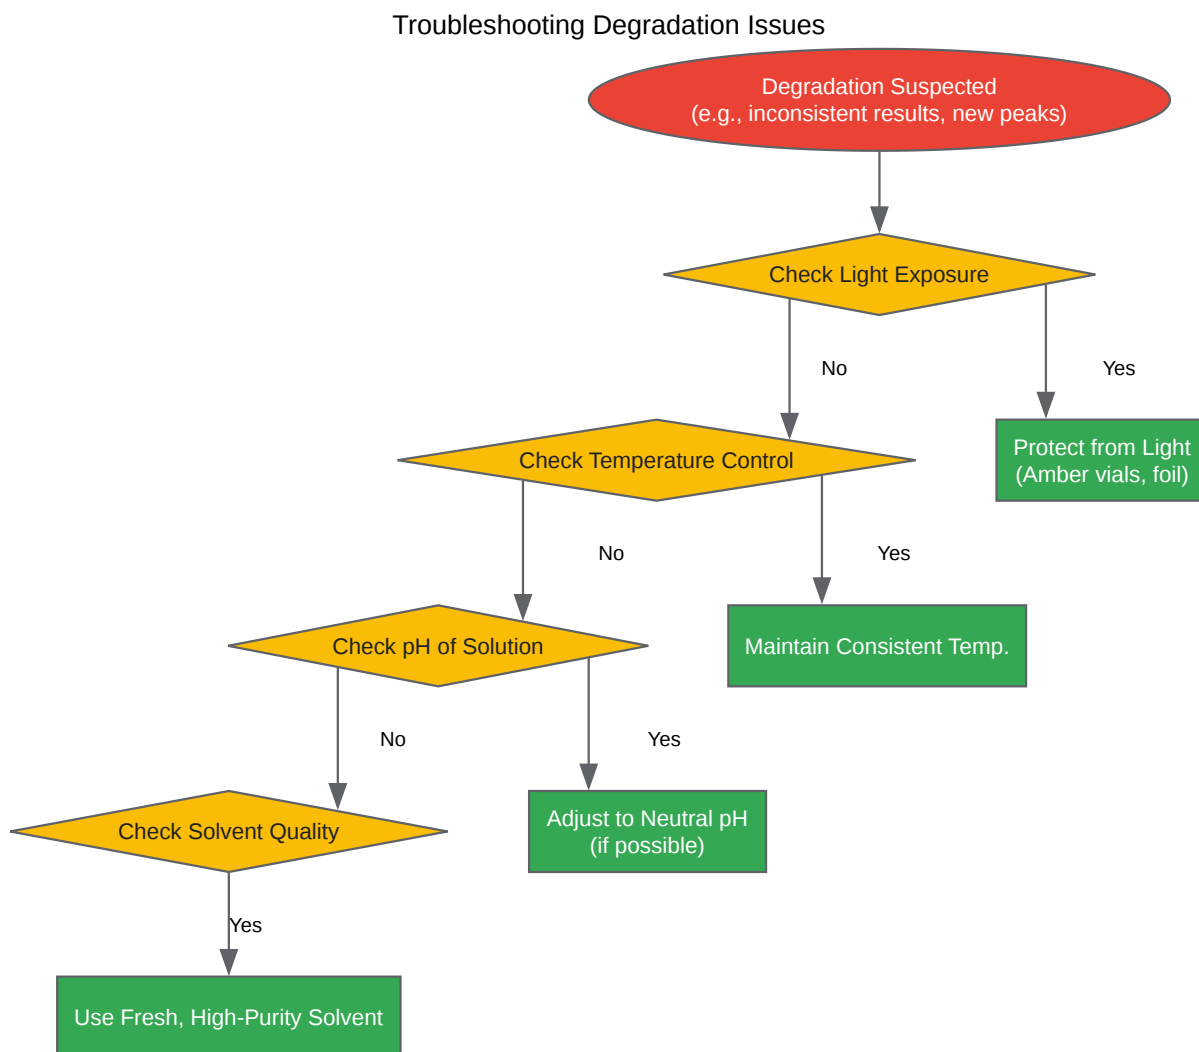 Troubleshooting Degradation Issues
Degradation Suspected
(e.g., inconsistent results, new peaks)
Check Light Exposure
No
Yes
Protect from Light
(Amber vials, foil)
Check Temperature Control
No
Yes
Maintain Consistent Temp.
Check pH of Solution
No
Yes
Adjust to Neutral pH
(if possible)
Check Solvent Quality
Yes
Use Fresh, High-Purity Solvent